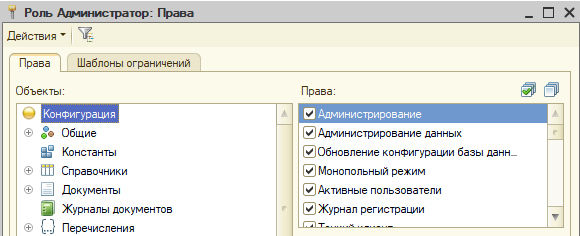 Роль Администратор: Права
Действия
Права
Шаблоны ограничений
Объекты:
Конфигурация
Общие
Константы
Справочники
Документы
Журналы документов
Перечисления
Права:
Администрирование
Администрирование данных
Обновление конфигурации базы данн...
Монопольный режим
Активные пользователи
Журнал регистрации